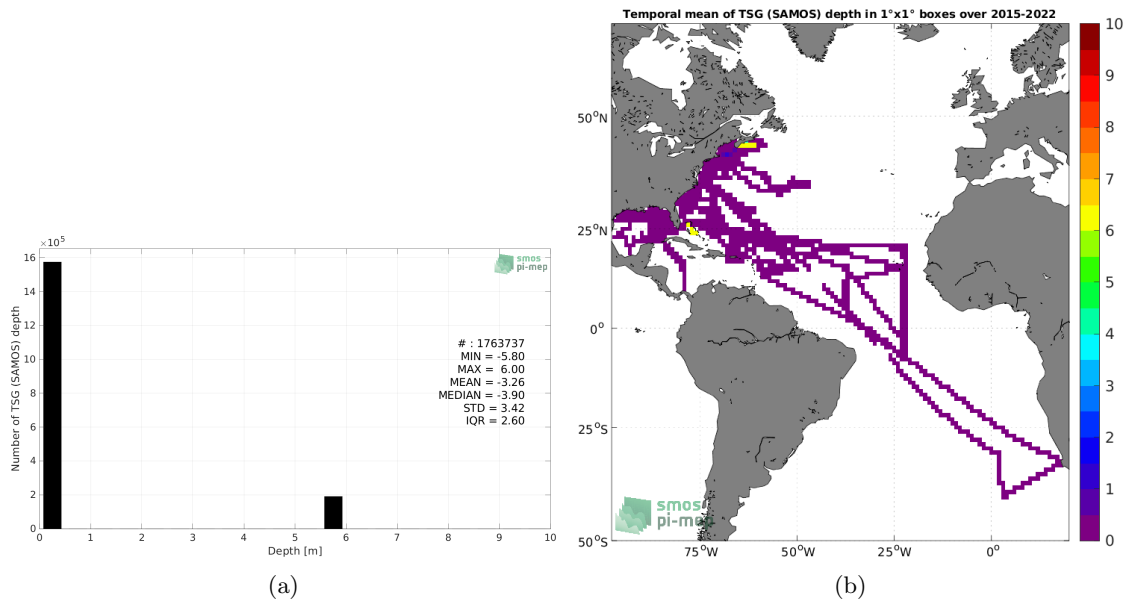 ×10⁵
16
14
12
10
8
6
4
2
0
Number of TSG (SAMOS) depth
0 1 2 3 4 5 6 7 8 9 10
Depth [m]
smos
pi-mep
# : 1763737
MIN = -5.80
MAX = 6.00
MEAN = -3.26
MEDIAN = -3.90
STD = 3.42
IQR = 2.60
(a)
Temporal mean of TSG (SAMOS) depth in 1°x1° boxes over 2015-2022
50°N
25°N
0°
25°S
50°S
75°W 50°W 25°W 0°
smos
pi-mep
10
9
8
7
6
5
4
3
2
1
0
(b)